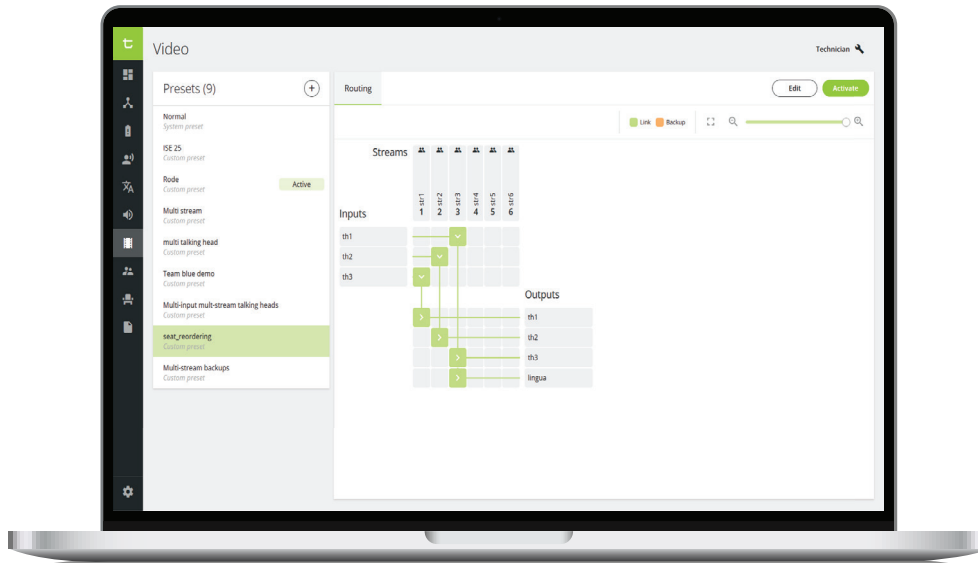 Video
Technician
Presets (9)
Normal
System preset
ISE 25
Custom preset
Rode
Custom preset
Active
Multi stream
Custom preset
multi talking head
Custom preset
Team blue demo
Custom preset
Multi-input mult-stream talking heads
Custom preset
seat_reordering
Custom preset
Multi-stream backups
Custom preset
Routing
Edit
Activate
Link
Backup
Streams
str1 str2 str3 str4 str5 str6
1 2 3 4 5 6
Inputs
th1
th2
th3
Outputs
th1
th2
th3
lingua